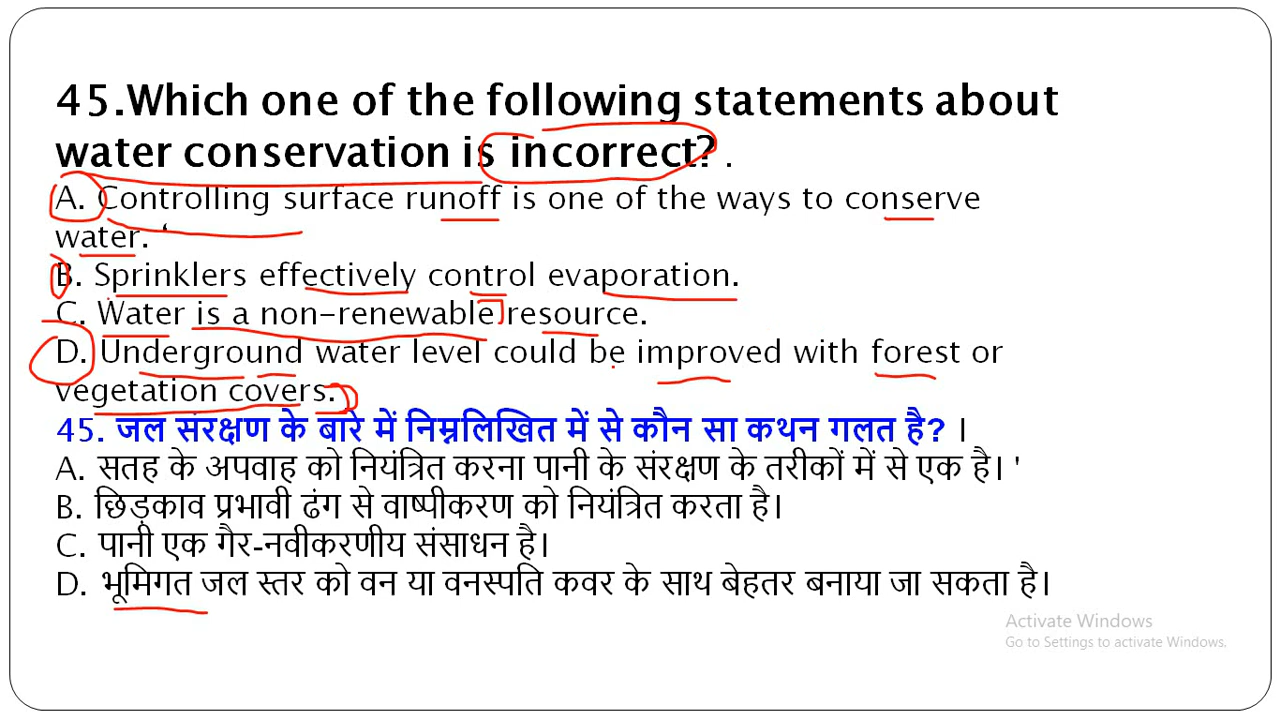 45.Which one of the following statements about
water conservation is incorrect? .
A. Controlling surface runoff is one of the ways to conserve
water. ‘
B. Sprinklers effectively control evaporation.
C. Water is a non-renewable resource.
D. Underground water level could be improved with forest or
vegetation covers.
45. जल संरक्षण के बारे में निम्नलिखित में से कौन सा कथन गलत है? ।
A. सतह के अपवाह को नियंत्रित करना पानी के संरक्षण के तरीकों में से एक है। '
B. छिड़काव प्रभावी ढंग से वाष्पीकरण को नियंत्रित करता है।
C. पानी एक गैर-नवीकरणीय संसाधन है।
D. भूमिगत जल स्तर को वन या वनस्पति कवर के साथ बेहतर बनाया जा सकता है।
Activate Windows
Go to Settings to activate Windows.